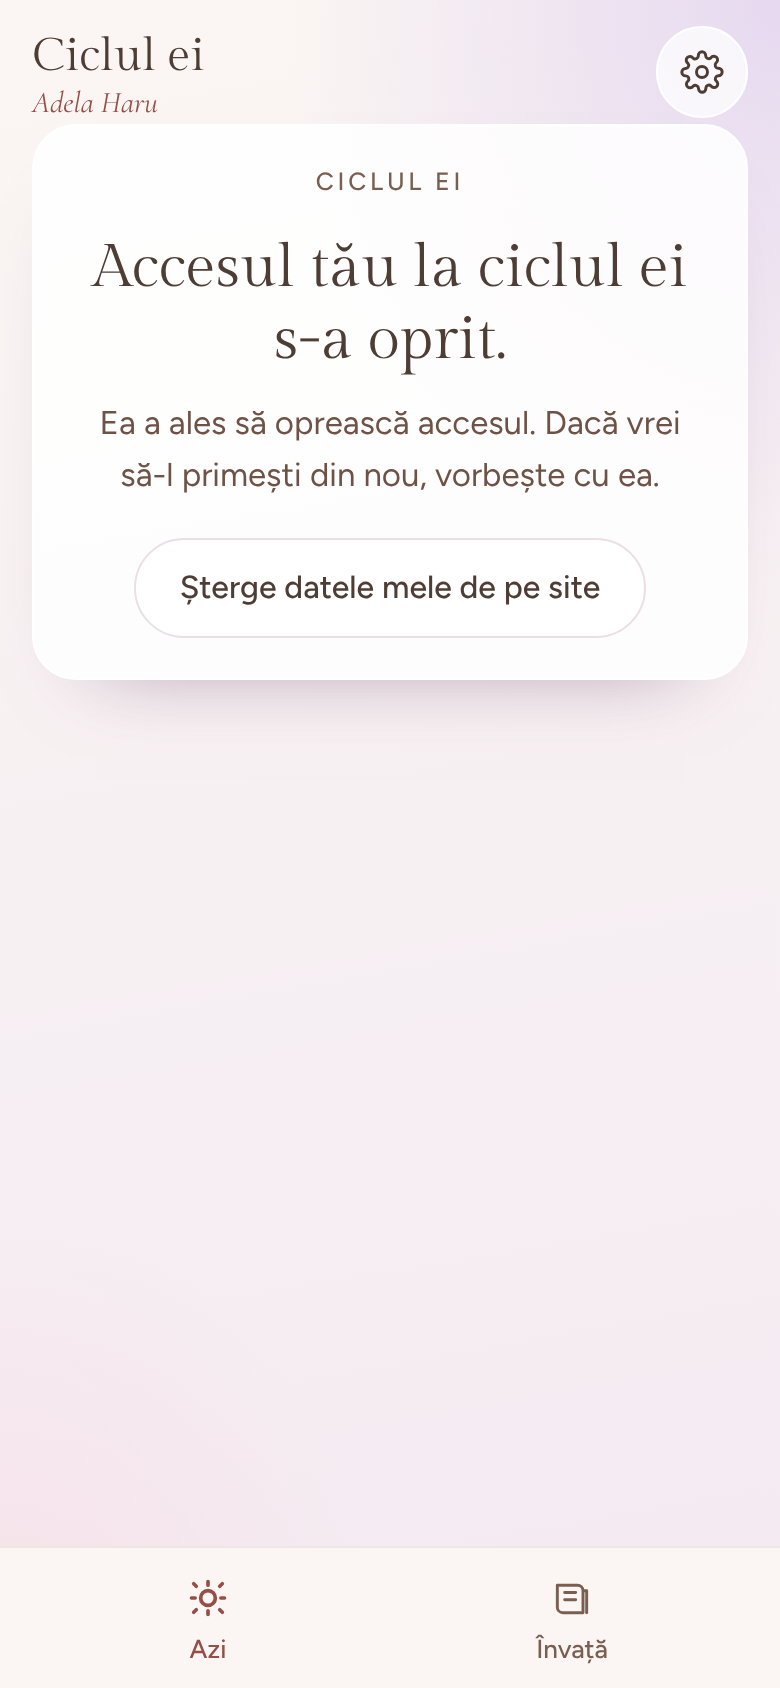 Ciclul ei
Adela Haru
CICLUL EI
Accesul tău la ciclul ei
s-a oprit.
Ea a ales să oprească accesul. Dacă vrei
să-l primești din nou, vorbește cu ea.
Șterge datele mele de pe site
Azi
Învață